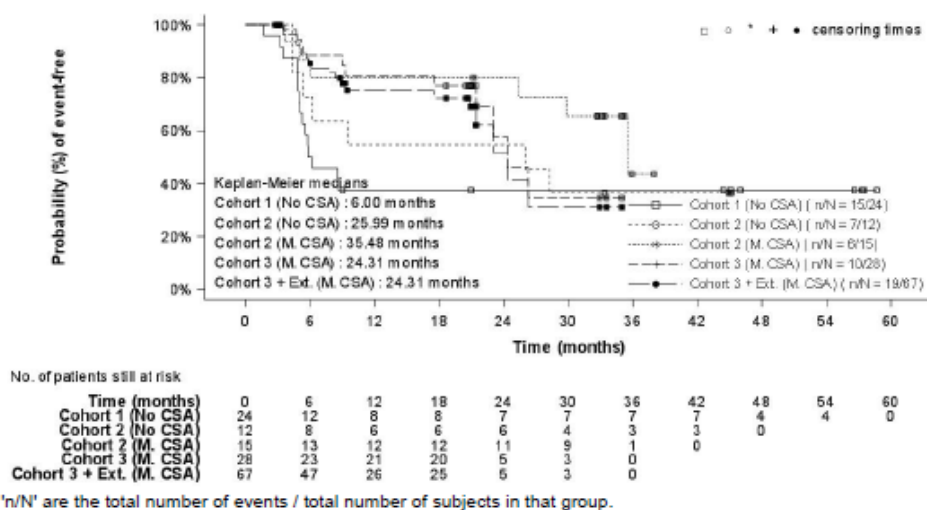 100%
80%
60%
40%
20%
0%
Probability (%) of event-free
censoring times
Kaplan-Meier medians
Cohort 1 (No CSA) : 6.00 months
Cohort 2 (No CSA) : 25.99 months
Cohort 2 (M. CSA) : 35.48 months
Cohort 3 (M. CSA) : 24.31 months
Cohort 3 + Ext. (M. CSA) : 24.31 months
Cohort 1 (No CSA) ( n/N = 15/24)
Cohort 2 (No CSA) ( n/N = 7/12)
Cohort 2 (M. CSA) ( n/N = 6/15)
Cohort 3 (M. CSA) ( n/N = 10/28)
Cohort 3 + Ext. (M. CSA) ( n/N = 19/67)
0 6 12 18 24 30 36 42 48 54 60
Time (months)
No. of patients still at risk
Time (months) 0 6 12 18 24 30 36 42 48 54 60
Cohort 1 (No CSA) 24 12 8 8 7 7 7 7 4 4 0
Cohort 2 (No CSA) 12 8 6 6 6 4 3 3 0
Cohort 2 (M. CSA) 15 13 12 12 11 9 1 0
Cohort 3 (M. CSA) 28 23 21 20 5 3 0
Cohort 3 + Ext. (M. CSA) 67 47 26 25 5 3 0
'n/N' are the total number of events / total number of subjects in that group.